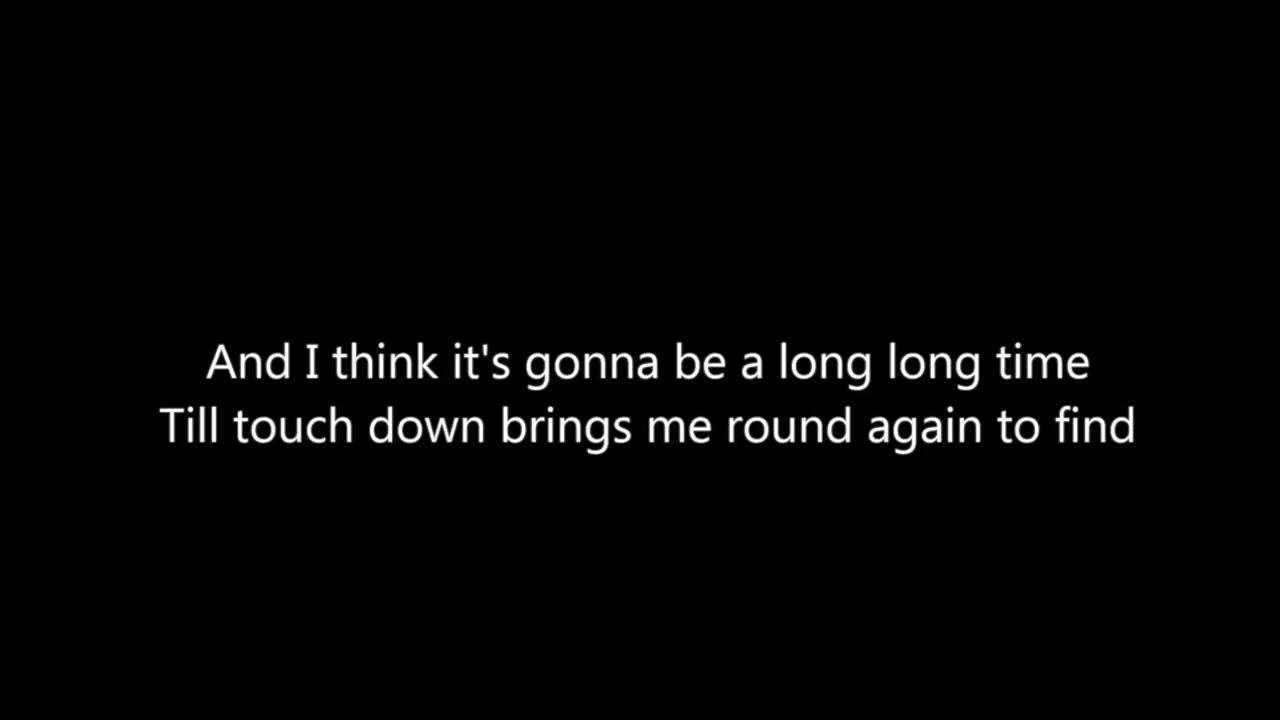 And I think it's gonna be a long long time
Till touch down brings me round again to find